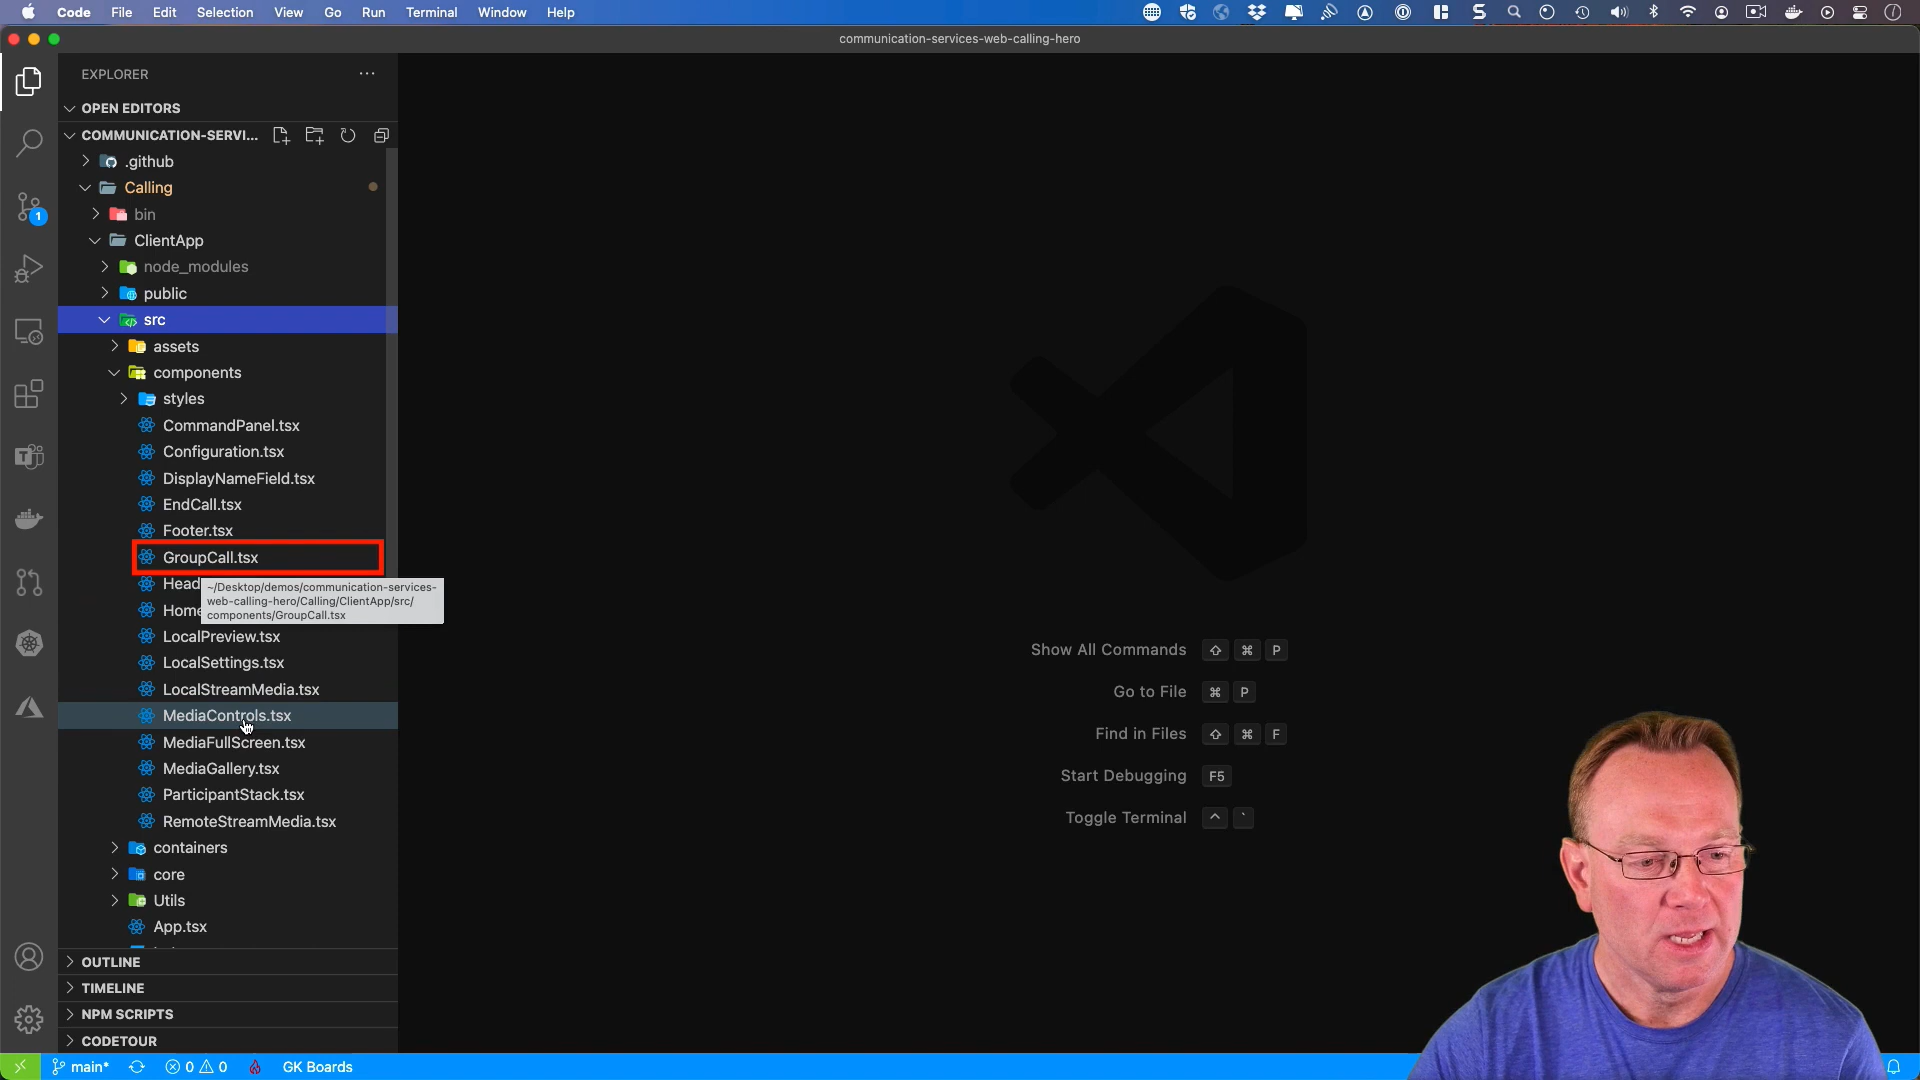 Code File Edit Selection View Go Run Terminal Window Help
communication-services-web-calling-hero
EXPLORER
OPEN EDITORS
COMMUNICATION-SERVI...
.github
Calling
bin
ClientApp
node_modules
public
src
assets
components
styles
CommandPanel.tsx
Configuration.tsx
DisplayNameField.tsx
EndCall.tsx
Footer.tsx
GroupCall.tsx
Head
~/Desktop/demos/communication-services-
web-calling-hero/Calling/ClientApp/src/
components/GroupCall.tsx
Home
LocalPreview.tsx
LocalSettings.tsx
LocalStreamMedia.tsx
MediaControls.tsx
MediaFullScreen.tsx
MediaGallery.tsx
ParticipantStack.tsx
RemoteStreamMedia.tsx
containers
core
Utils
App.tsx
OUTLINE
TIMELINE
NPM SCRIPTS
CODETOUR
1
Show All Commands ⇧ ⌘ P
Go to File ⌘ P
Find in Files ⇧ ⌘ F
Start Debugging F5
Toggle Terminal ^ `
main* 0 0 GK Boards